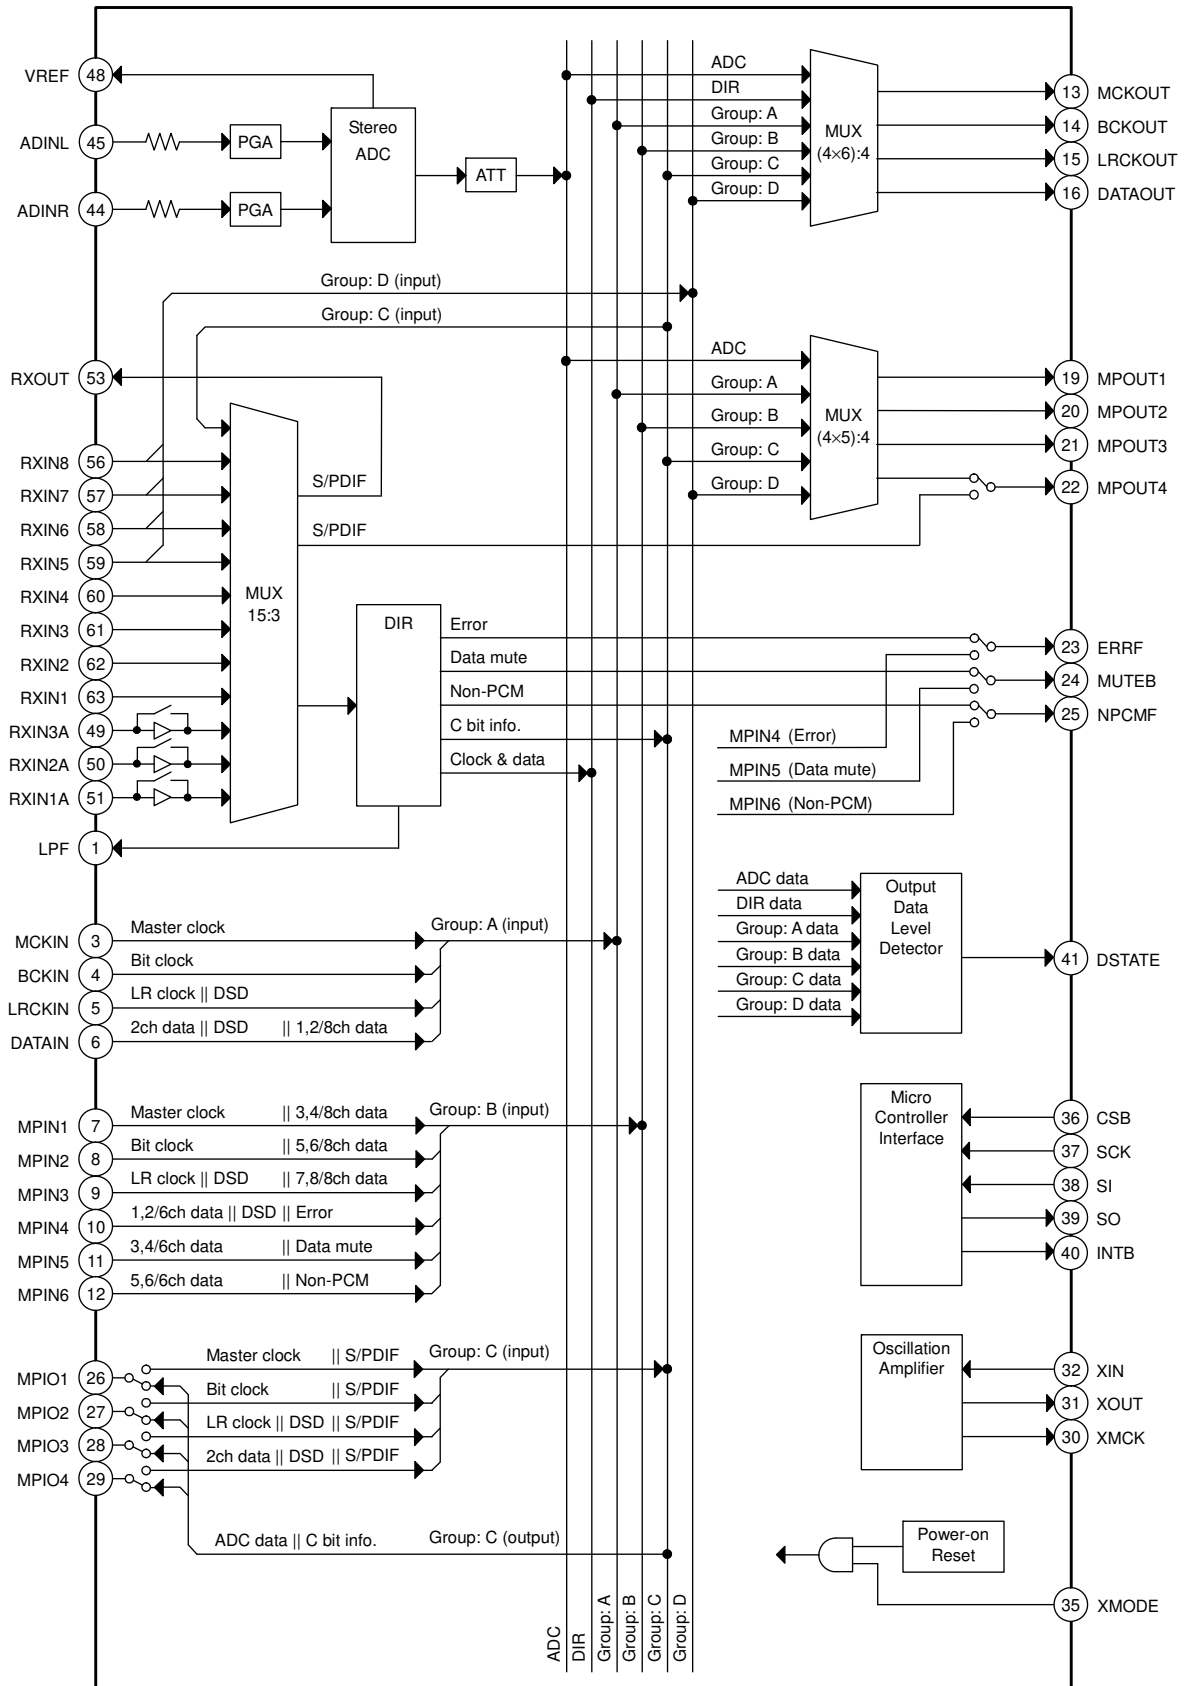 VREF 48
ADINL 45
PGA
Stereo
ADC
ATT
ADINR 44
PGA
ADC
DIR
Group: A
Group: B
Group: C
Group: D
MUX
(4×6):4
13 MCKOUT
14 BCKOUT
15 LRCKOUT
16 DATAOUT
Group: D (input)
Group: C (input)
RXOUT 53
ADC
Group: A
Group: B
Group: C
Group: D
MUX
(4×5):4
19 MPOUT1
20 MPOUT2
21 MPOUT3
22 MPOUT4
RXIN8 56
RXIN7 57
RXIN6 58
RXIN5 59
RXIN4 60
RXIN3 61
RXIN2 62
RXIN1 63
RXIN3A 49
RXIN2A 50
RXIN1A 51
LPF 1
S/PDIF
S/PDIF
MUX
15:3
DIR
Error
Data mute
Non-PCM
C bit info.
Clock & data
MPIN4 (Error)
MPIN5 (Data mute)
MPIN6 (Non-PCM)
23 ERRF
24 MUTEB
25 NPCMF
ADC data
DIR data
Group: A data
Group: B data
Group: C data
Group: D data
Output
Data
Level
Detector
41 DSTATE
MCKIN 3 Master clock
BCKIN 4 Bit clock
LRCKIN 5 LR clock || DSD
DATAIN 6 2ch data || DSD || 1,2/8ch data
Group: A (input)
MPIN1 7 Master clock || 3,4/8ch data
MPIN2 8 Bit clock || 5,6/8ch data
MPIN3 9 LR clock || DSD || 7,8/8ch data
MPIN4 10 1,2/6ch data || DSD || Error
MPIN5 11 3,4/6ch data || Data mute
MPIN6 12 5,6/6ch data || Non-PCM
Group: B (input)
Micro
Controller
Interface
36 CSB
37 SCK
38 SI
39 SO
40 INTB
MPIO1 26 Master clock || S/PDIF
MPIO2 27 Bit clock || S/PDIF
MPIO3 28 LR clock || DSD || S/PDIF
MPIO4 29 2ch data || DSD || S/PDIF
Group: C (input)
ADC data || C bit info. Group: C (output)
Oscillation
Amplifier
32 XIN
31 XOUT
30 XMCK
Power-on
Reset
35 XMODE
ADC
DIR
Group: A
Group: B
Group: C
Group: D